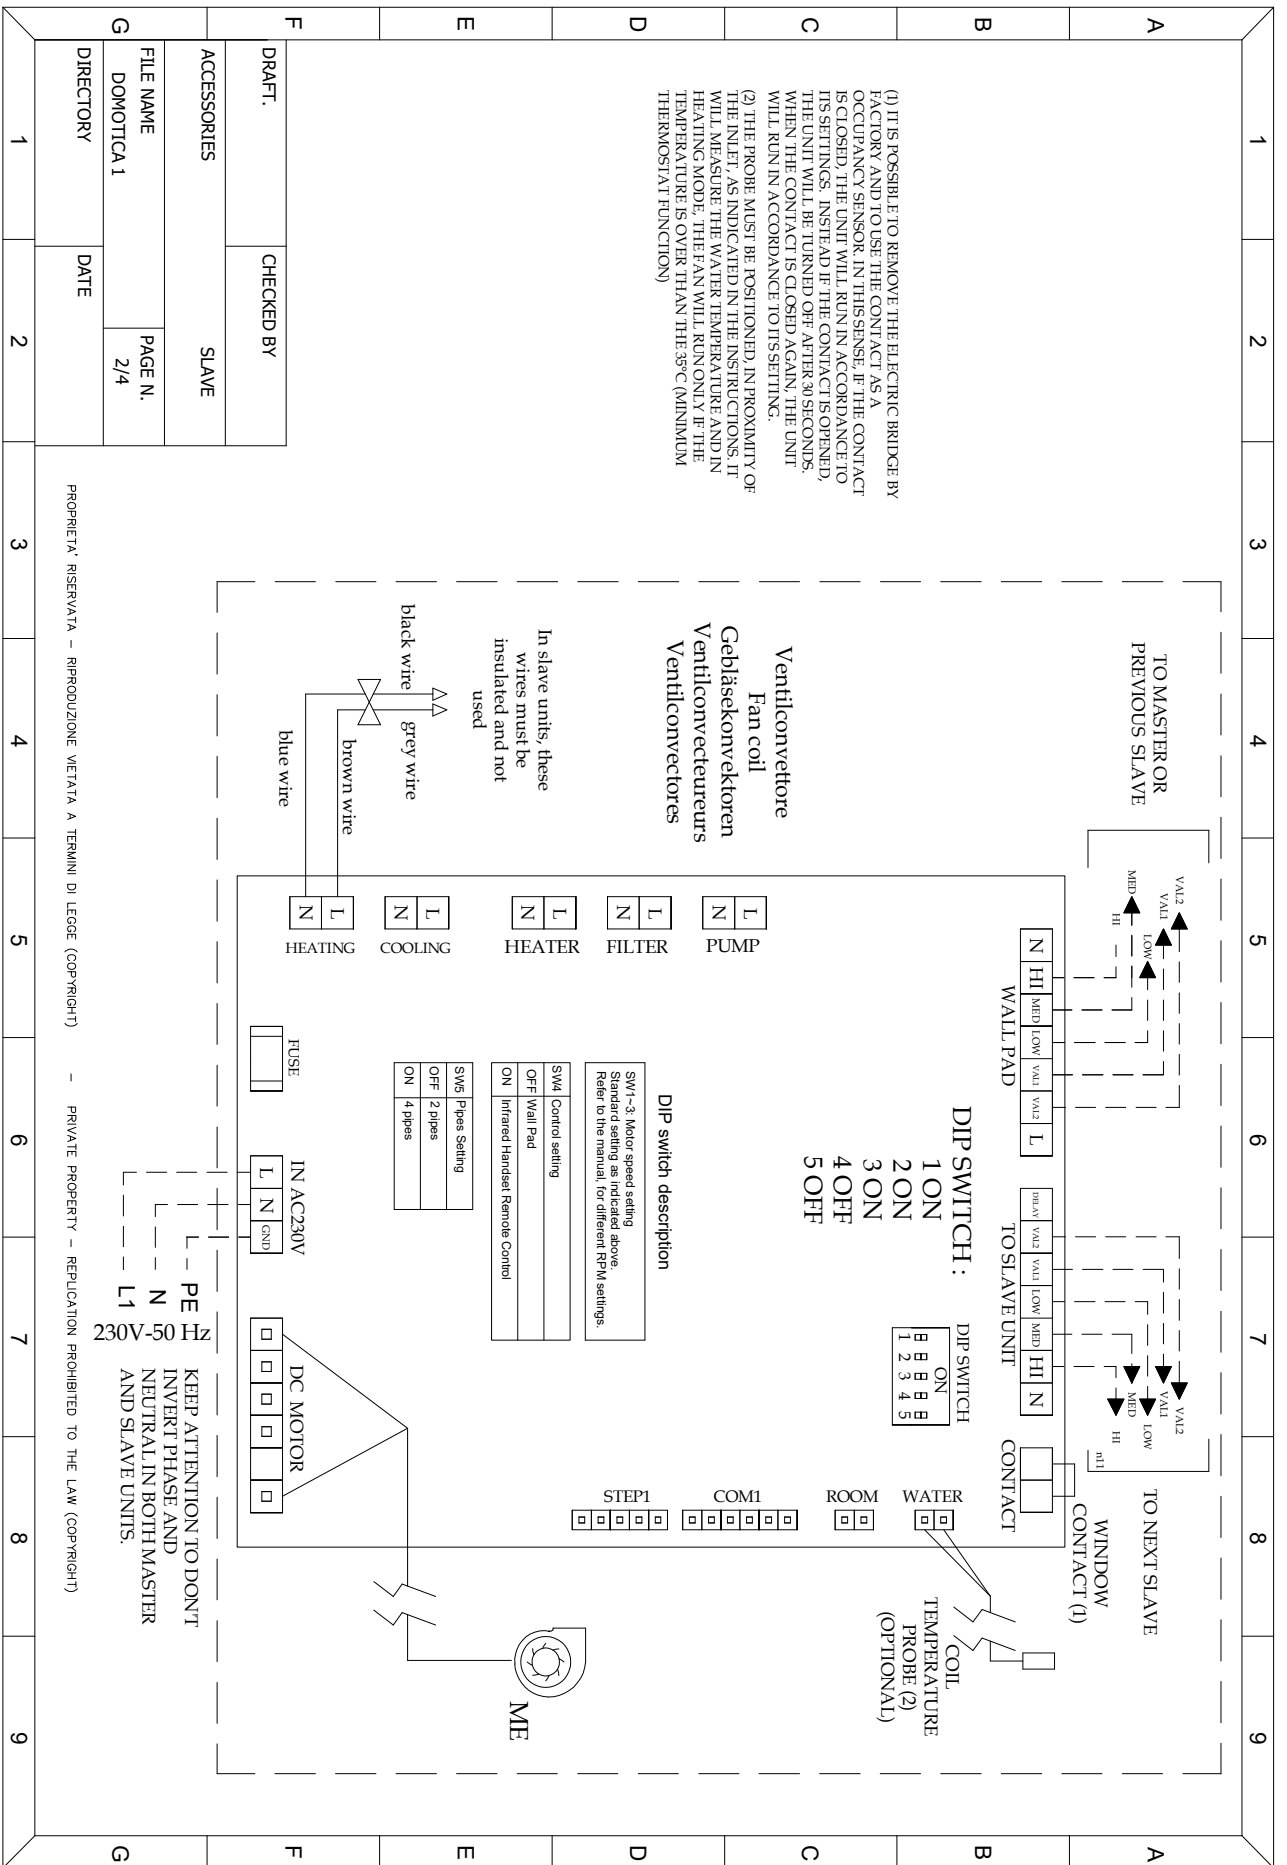 1
2
3
4
5
6
7
8
9
A
B
C
D
E
F
G
(1) IT IS POSSIBLE TO REMOVE THE ELECTRIC BRIDGE BY
FACTORY AND TO USE THE CONTACT AS A
OCCUPANCY SENSOR. IN THIS SENSE, IF THE CONTACT
IS CLOSED, THE UNIT WILL RUN IN ACCORDANCE TO
ITS SETTINGS. INSTEAD IF THE CONTACT IS OPENED,
THE UNIT WILL BE TURNED OFF AFTER 30 SECONDS.
WHEN THE CONTACT IS CLOSED AGAIN, THE UNIT
WILL RUN IN ACCORDANCE TO ITS SETTING.
(2) THE PROBE MUST BE POSITIONED, IN PROXIMITY OF
THE INLET, AS INDICATED IN THE INSTRUCTIONS. IT
WILL MEASURE THE WATER TEMPERATURE AND IN
HEATING MODE, THE FAN WILL RUN ONLY IF THE
TEMPERATURE IS OVER THAN THE 35°C (MINIMUM
THERMOSTAT FUNCTION)
TO MASTER OR
PREVIOUS SLAVE
VAL2
VAL1
LOW
MED
HI
N HI MED LOW VAL1 VAL2 L
WALL PAD
VAL2
VAL1
LOW
MED
HI
n11
TO NEXT SLAVE
DELAY VAL2 VAL1 LOW MED HI N
TO SLAVE UNIT
CONTACT
WINDOW
CONTACT (1)
Ventilconvettore
Fan coil
Gebläsekonvektoren
Ventilconvecteureurs
Ventilconvectores
In slave units, these
wires must be
insulated and not
used
black wire
grey wire
brown wire
blue wire
L
N
PUMP
L
N
FILTER
L
N
HEATER
L
N
COOLING
L
N
HEATING
DIP SWITCH :
1 ON
2 ON
3 ON
4 OFF
5 OFF
DIP SWITCH
ON
1 2 3 4 5
DIP switch description
SW1~3: Motor speed setting
Standard setting as indicated above.
Refer to the manual, for different RPM settings.
SW4 Control setting
OFF Wall Pad
ON Infrared Handset Remote Control
SW5 Pipes Setting
OFF 2 pipes
ON 4 pipes
WATER
ROOM
COM1
STEP1
COIL
TEMPERATURE
PROBE (2)
(OPTIONAL)
ME
FUSE
IN AC230V
L N GND
DC MOTOR
PE
N
L1
230V-50 Hz
KEEP ATTENTION TO DON'T
INVERT PHASE AND
NEUTRAL IN BOTH MASTER
AND SLAVE UNITS.
DRAFT.
CHECKED BY
ACCESSORIES
SLAVE
FILE NAME
DOMOTICA 1
PAGE N.
2/4
DIRECTORY
DATE
PROPRIETA' RISERVATA – RIPRODUZIONE VIETATA A TERMINI DI LEGGE (COPYRIGHT) – PRIVATE PROPERTY – REPLICATION PROHIBITED TO THE LAW (COPYRIGHT)
1
2
3
4
5
6
7
8
9
A
B
C
D
E
F
G